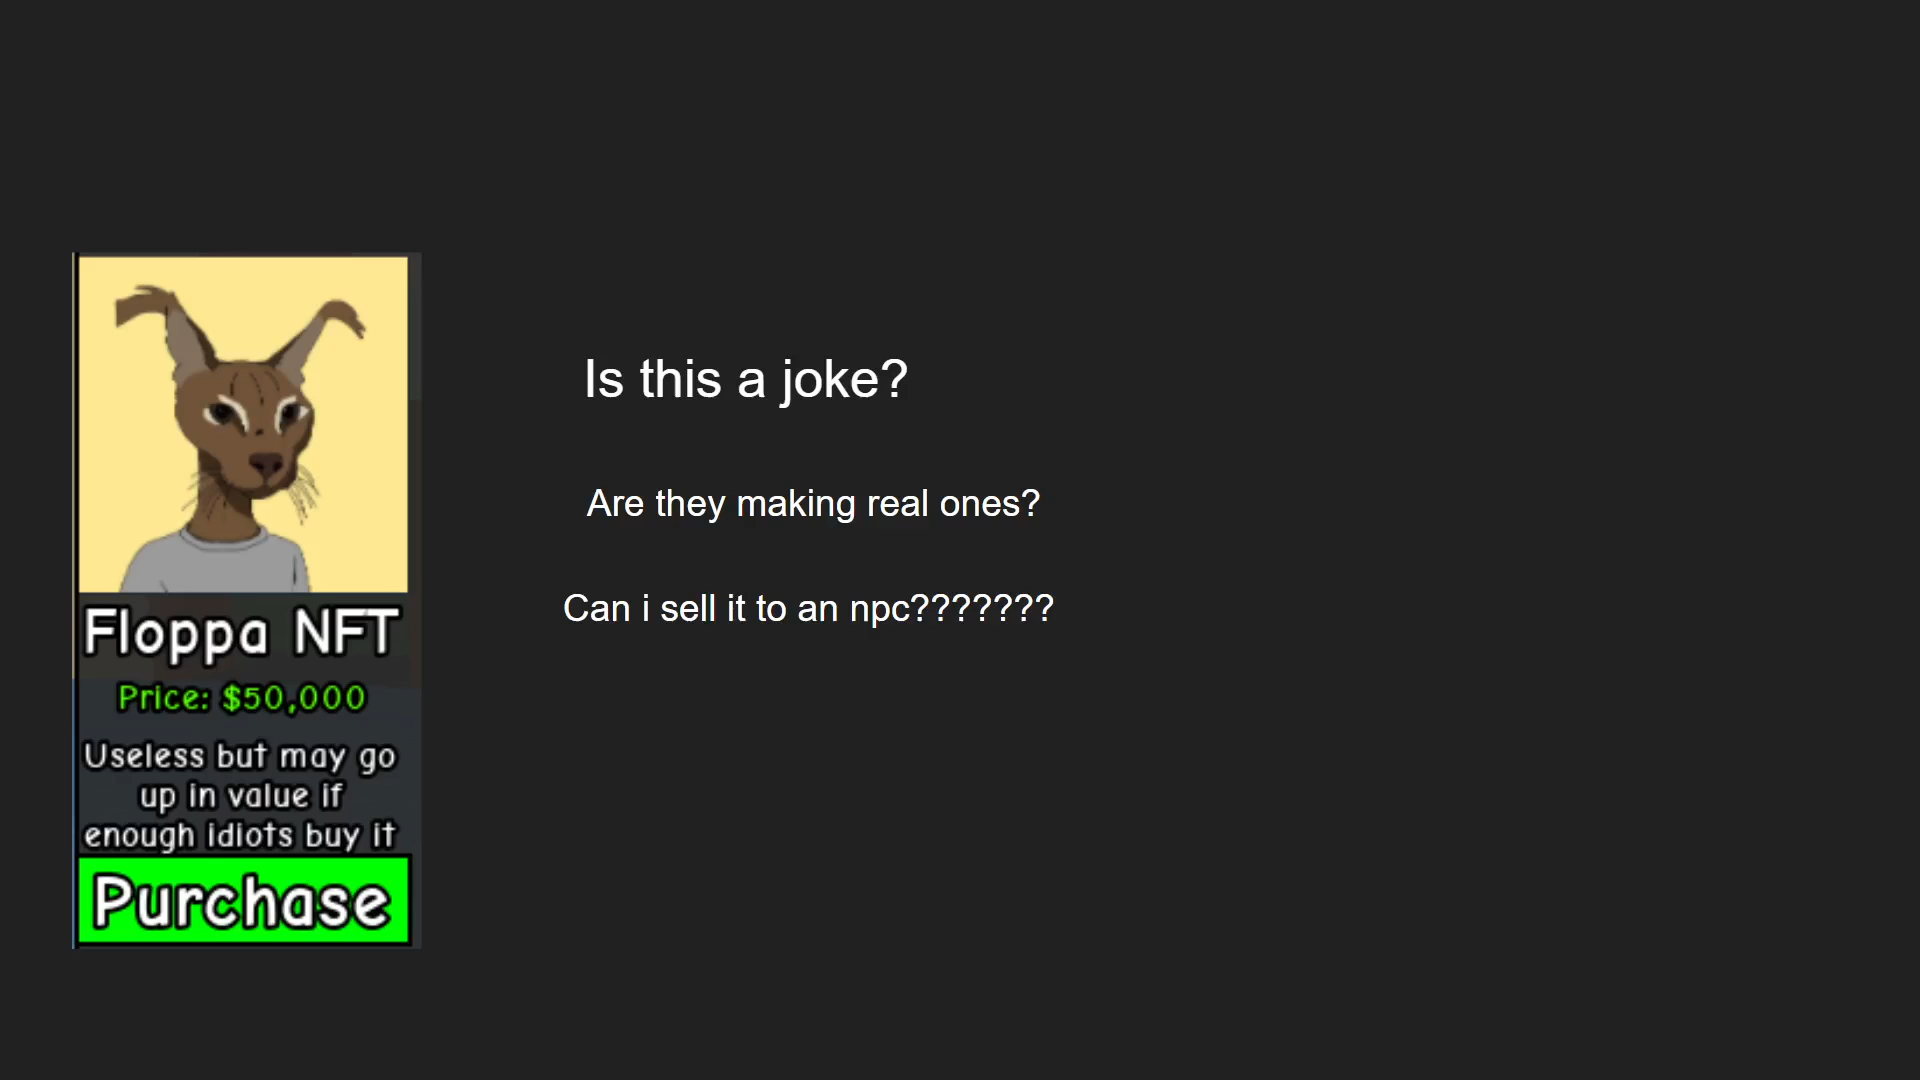 Is this a joke?
Are they making real ones?
Can i sell it to an npc???????
Floppa NFT
Price: $50,000
Useless but may go
up in value if
enough idiots buy it
Purchase